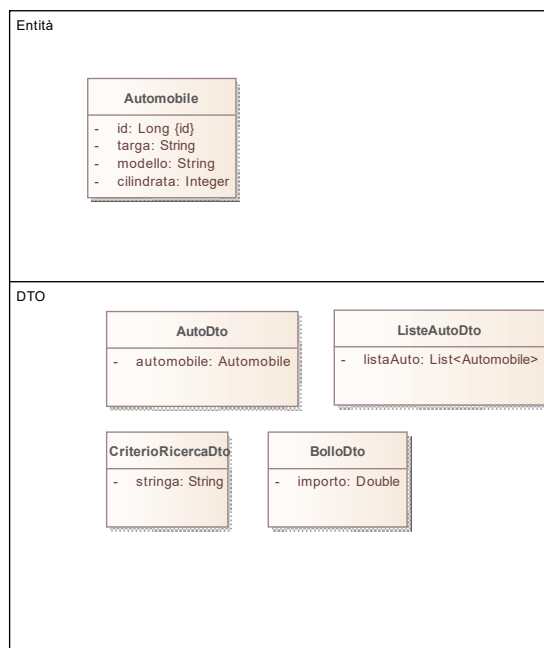 Entità
Automobile
- id: Long {id}
- targa: String
- modello: String
- cilindrata: Integer
DTO
AutoDto
- automobile: Automobile
ListeAutoDto
- listaAuto: List<Automobile>
CriterioRicercaDto
- stringa: String
BolloDto
- importo: Double